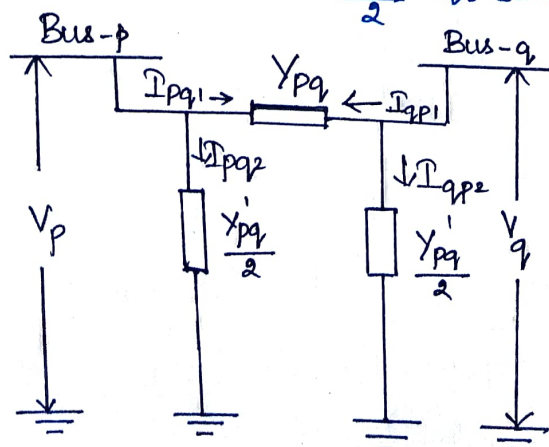 Bus-p
Bus-q
Ipq1 → Ypq ← Iqp1
↓Ipq2
↓Iqp2
Vp
Y'pq/2
Y'pq/2
Vq